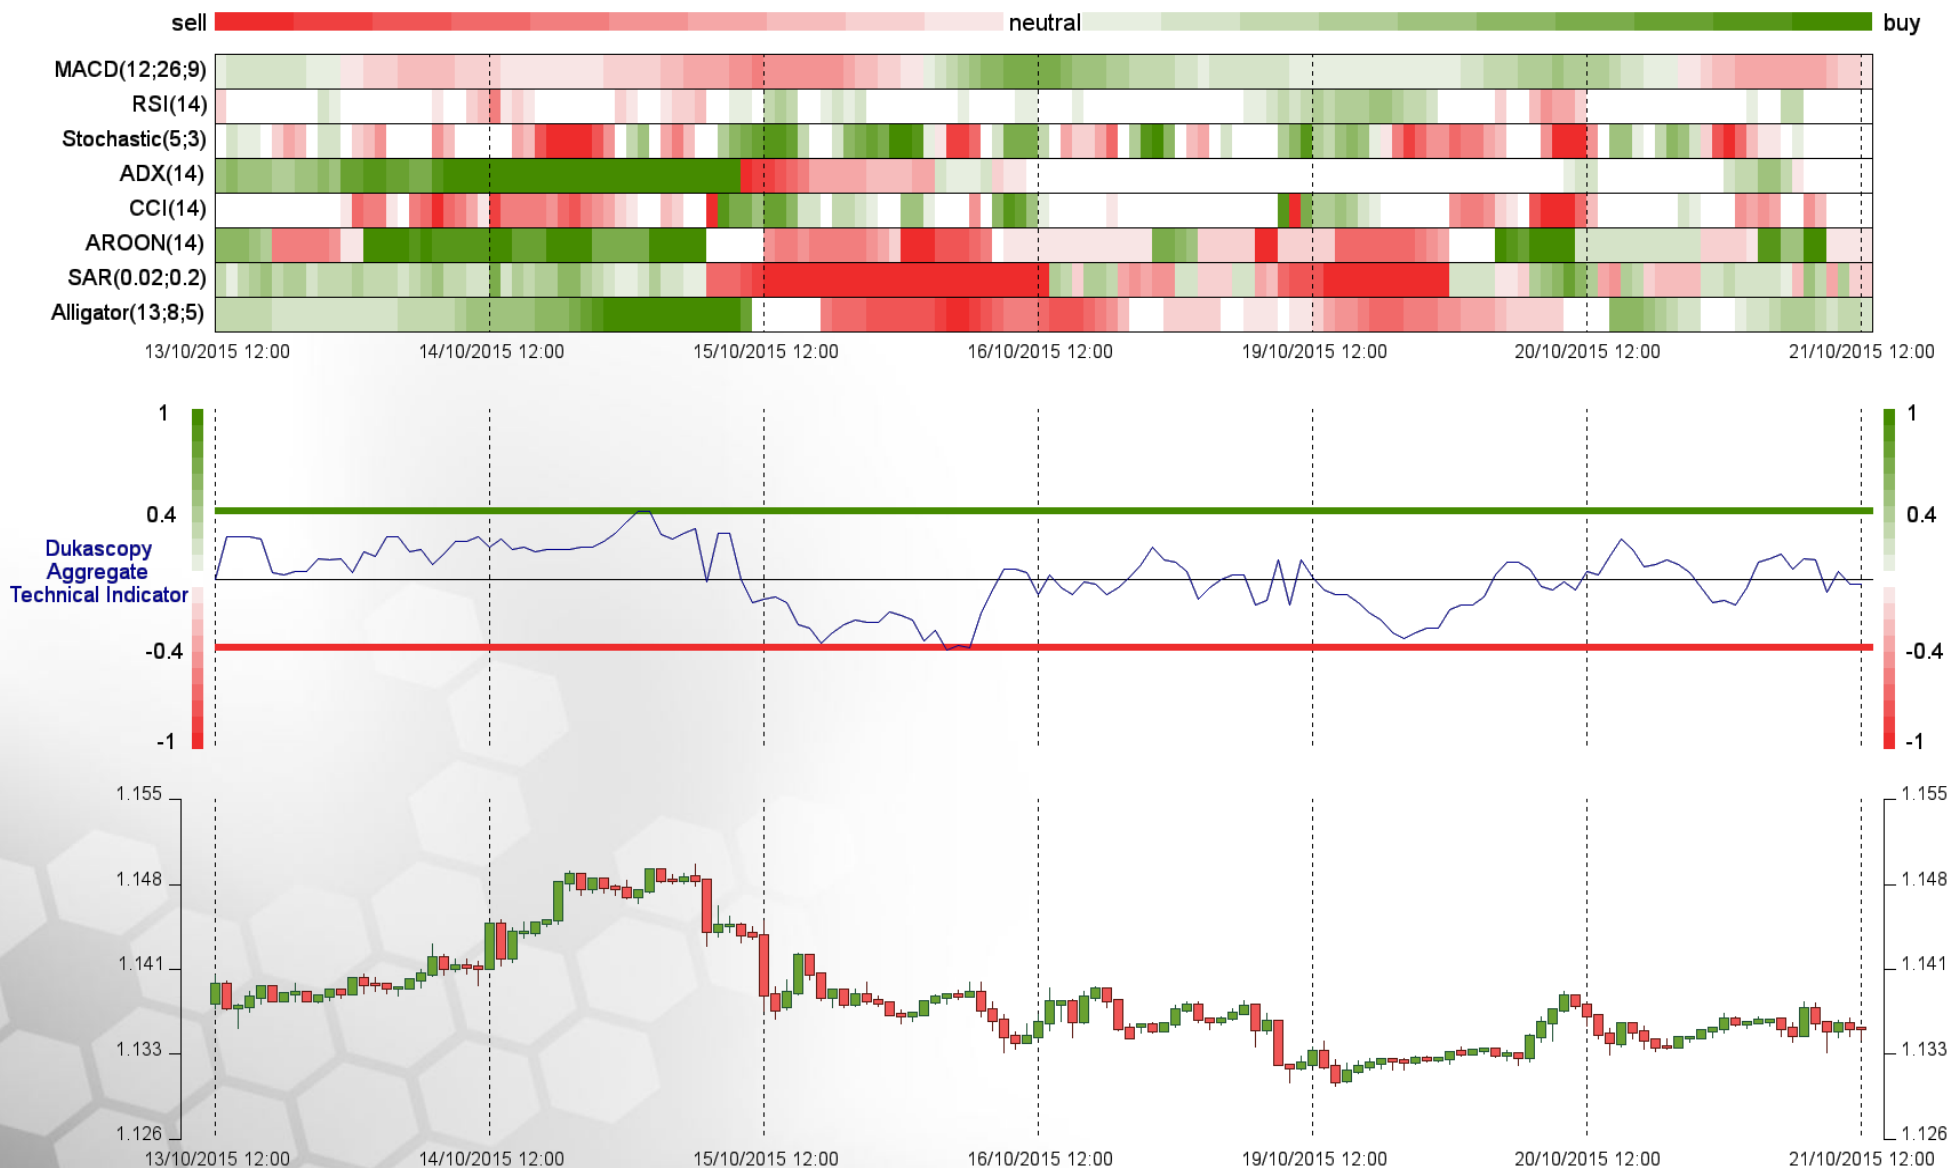 sell neutral buy
MACD(12;26;9)
RSI(14)
Stochastic(5;3)
ADX(14)
CCI(14)
AROON(14)
SAR(0.02;0.2)
Alligator(13;8;5)
13/10/2015 12:00 14/10/2015 12:00 15/10/2015 12:00 16/10/2015 12:00 19/10/2015 12:00 20/10/2015 12:00 21/10/2015 12:00
1 1
0.4 0.4
Dukascopy
Aggregate
Technical Indicator
-0.4 -0.4
-1 -1
1.155 1.155
1.148 1.148
1.141 1.141
1.133 1.133
1.126 1.126
13/10/2015 12:00 14/10/2015 12:00 15/10/2015 12:00 16/10/2015 12:00 19/10/2015 12:00 20/10/2015 12:00 21/10/2015 12:00